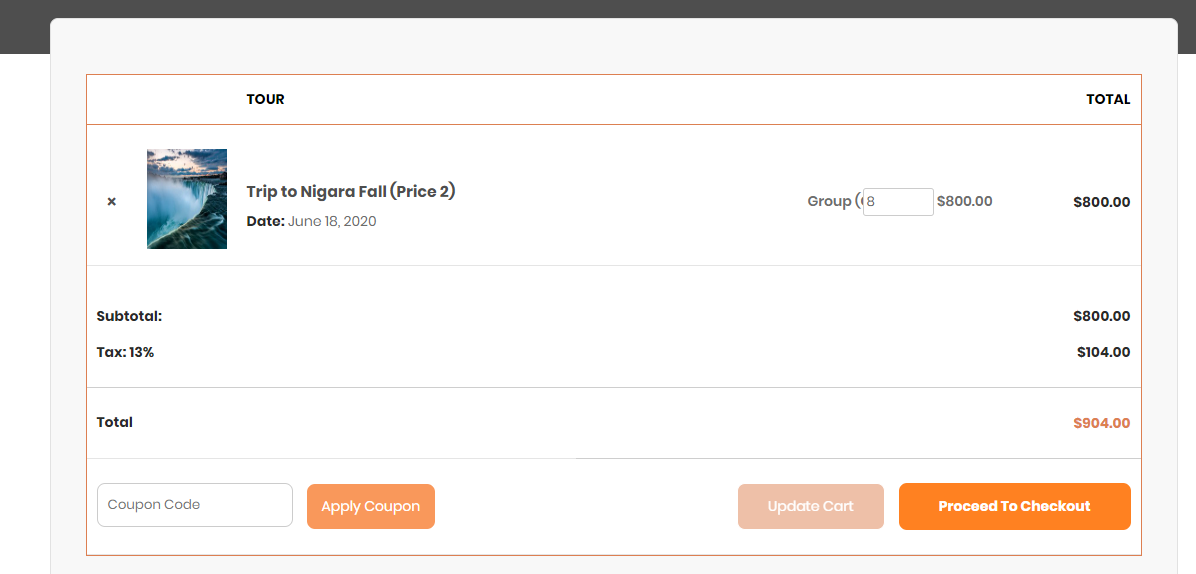 TOUR TOTAL
×
Trip to Nigara Fall (Price 2)
Date: June 18, 2020
Group ( 8 $800.00 $800.00
Subtotal: $800.00
Tax: 13% $104.00
Total $904.00
Coupon Code Apply Coupon Update Cart Proceed To Checkout